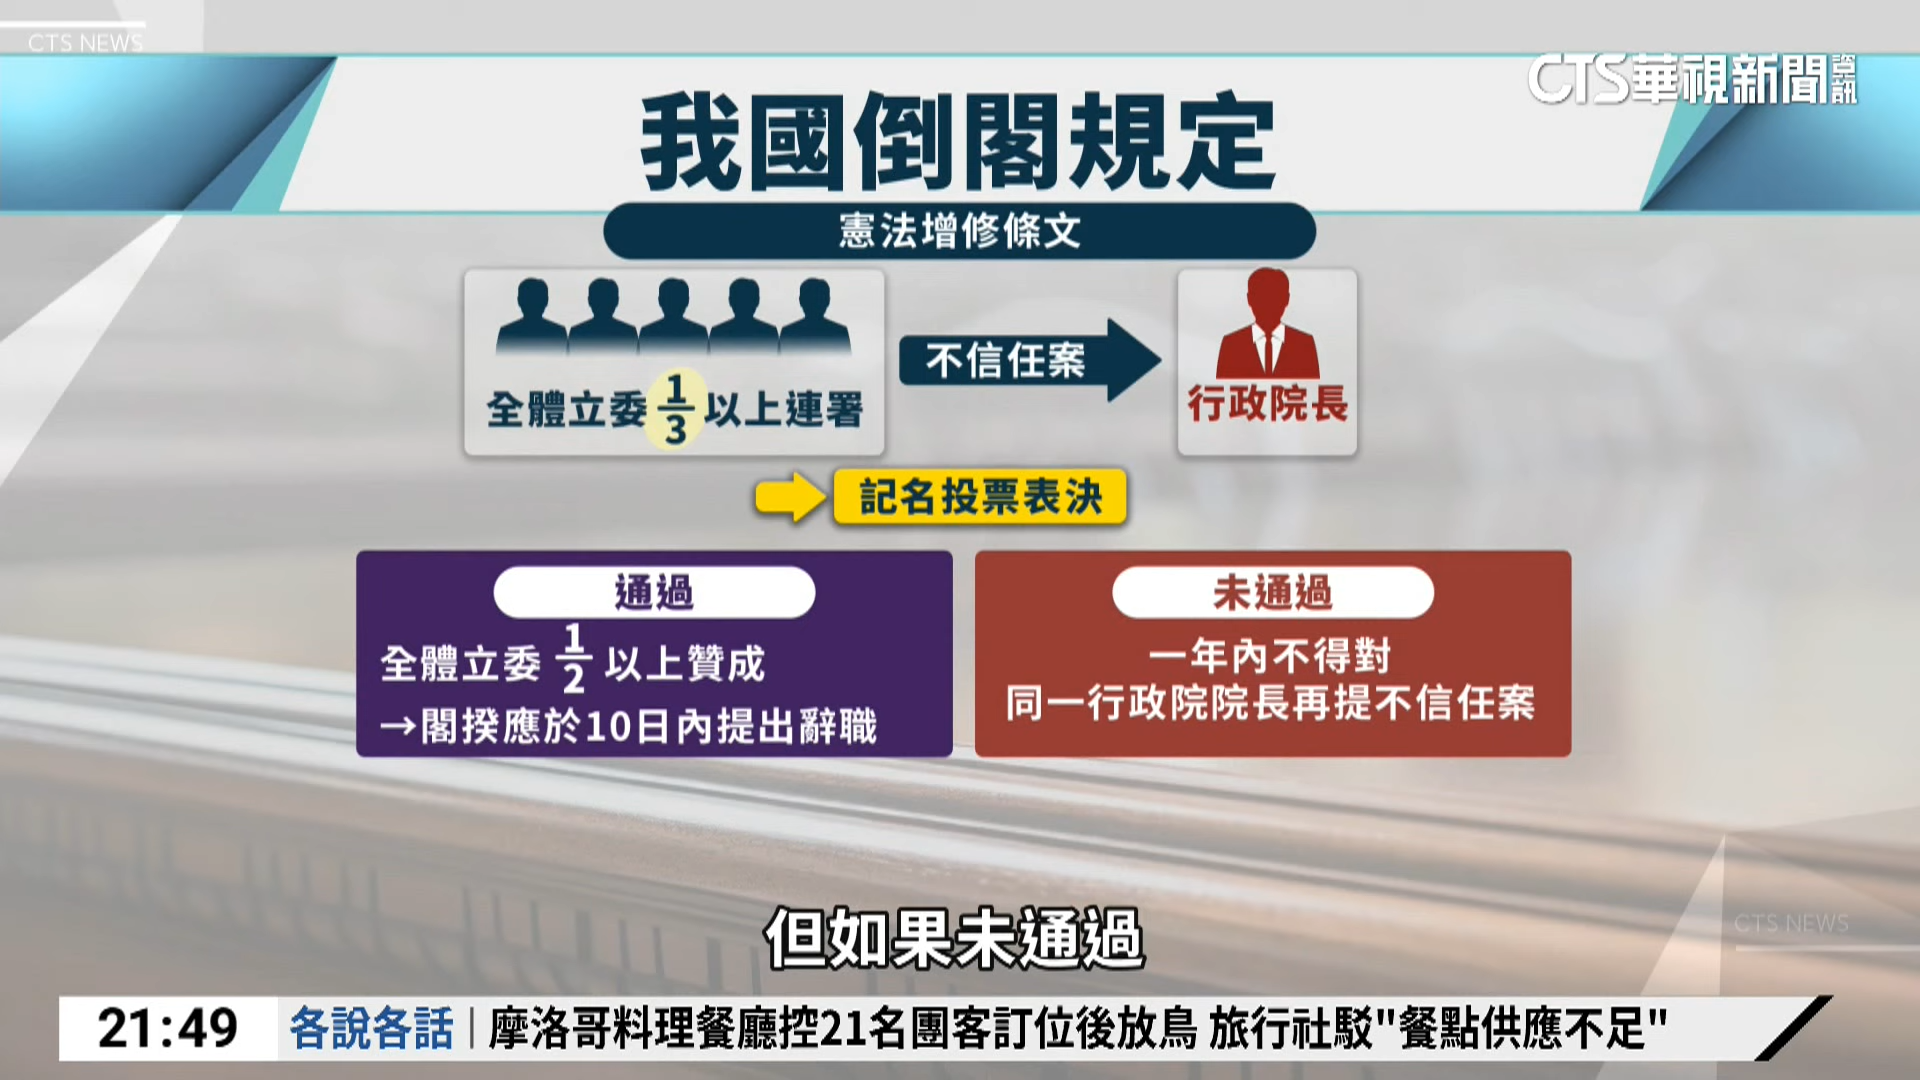 CTS NEWS
CTS華視新聞資訊
我國倒閣規定
憲法增修條文
全體立委1/3以上連署
不信任案
行政院長
記名投票表決
通過
全體立委1/2以上贊成
→閣揆應於10日內提出辭職
未通過
一年內不得對
同一行政院院長再提不信任案
CTS NEWS
但如果未通過
21:49 各說各話|摩洛哥料理餐廳控21名團客訂位後放鳥 旅行社駁"餐點供應不足"